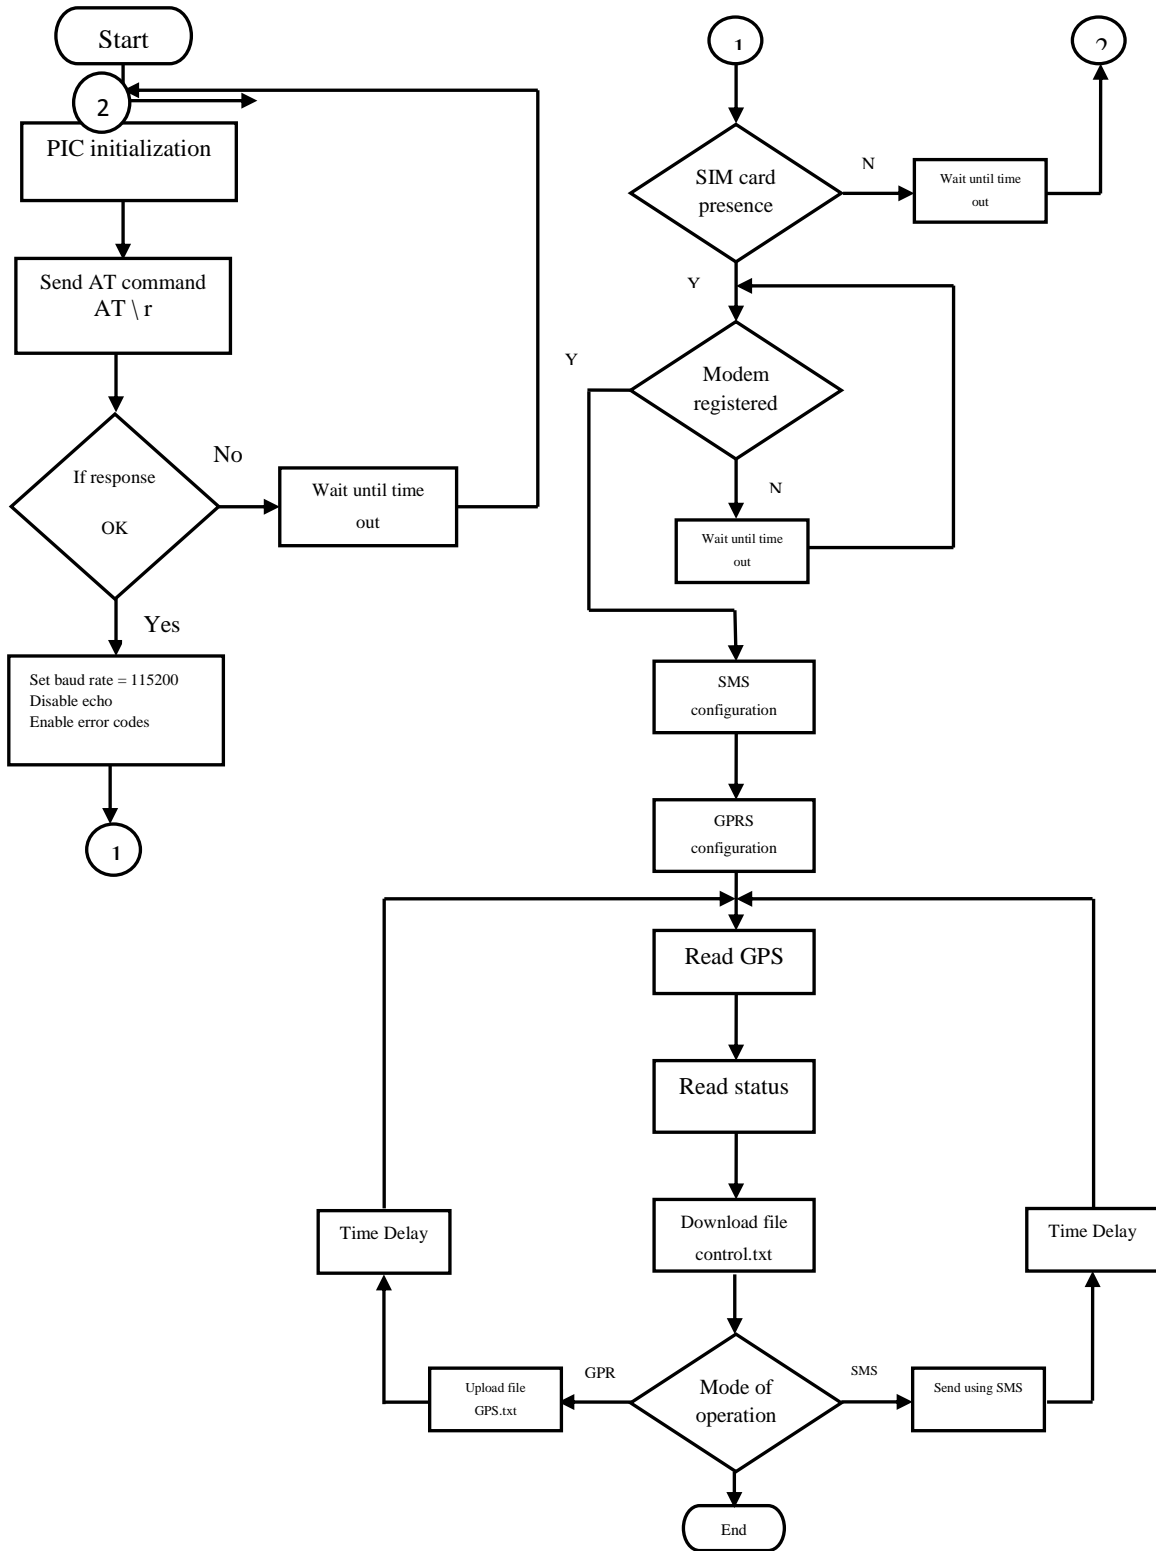 Start
2
PIC initialization
Send AT command
AT \ r
If response
OK
No
Wait until time
out
Yes
Set baud rate = 115200
Disable echo
Enable error codes
1
1
2
SIM card
presence
N
Wait until time
out
Y
Modem
registered
Y
N
Wait until time
out
SMS
configuration
GPRS
configuration
Read GPS
Read status
Download file
control.txt
Time Delay
Time Delay
Mode of
operation
GPR
Upload file
GPS.txt
SMS
Send using SMS
End